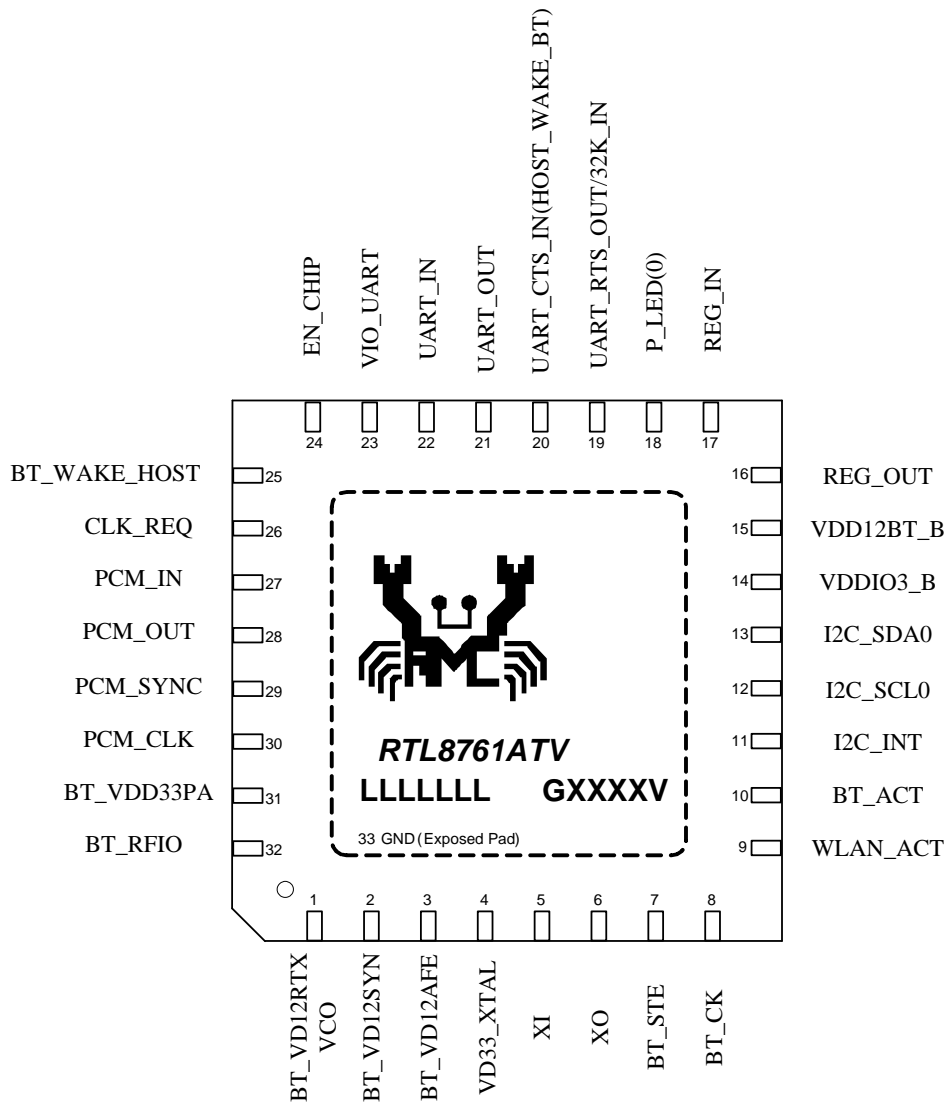 EN_CHIP
VIO_UART
UART_IN
UART_OUT
UART_CTS_IN(HOST_WAKE_BT)
UART_RTS_OUT/32K_IN
P_LED(0)
REG_IN
24
23
22
21
20
19
18
17
BT_WAKE_HOST
25
CLK_REQ
26
PCM_IN
27
PCM_OUT
28
PCM_SYNC
29
PCM_CLK
30
BT_VDD33PA
31
BT_RFIO
32
16
REG_OUT
15
VDD12BT_B
14
VDDIO3_B
13
I2C_SDA0
12
I2C_SCL0
11
I2C_INT
10
BT_ACT
9
WLAN_ACT
RTL8761ATV
LLLLLLL GXXXXV
33 GND (Exposed Pad)
1
2
3
4
5
6
7
8
BT_VD12RTX
VCO
BT_VD12SYN
BT_VD12AFE
VD33_XTAL
XI
XO
BT_STE
BT_CK